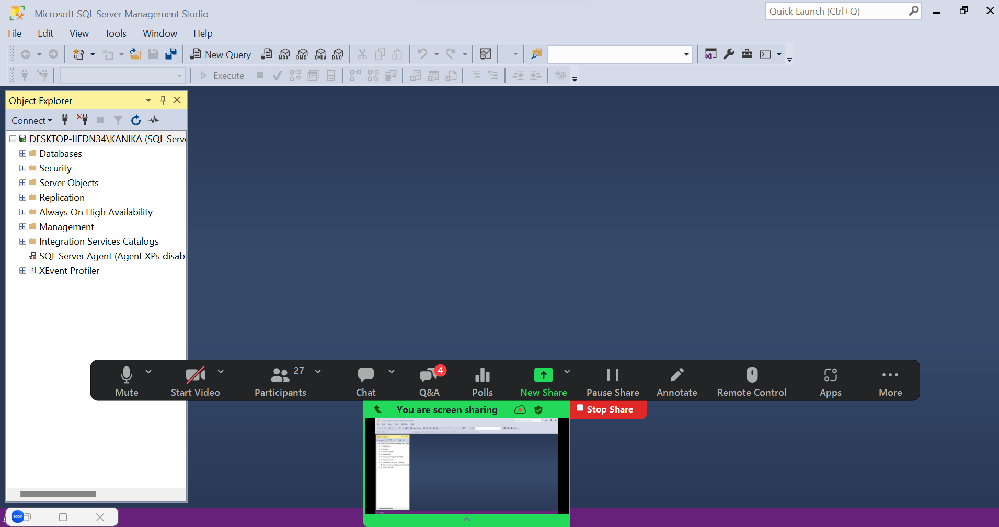 Microsoft SQL Server Management Studio
Quick Launch (Ctrl+Q)
File Edit View Tools Window Help
New Query MDX DMX XMLA DAX
Execute
Object Explorer
Connect
DESKTOP-IIFDN34\KANIKA (SQL Serv
Databases
Security
Server Objects
Replication
Always On High Availability
Management
Integration Services Catalogs
SQL Server Agent (Agent XPs disab
XEvent Profiler
27 4
Mute Start Video Participants Chat Q&A Polls New Share Pause Share Annotate Remote Control Apps More
You are screen sharing Stop Share
zoom